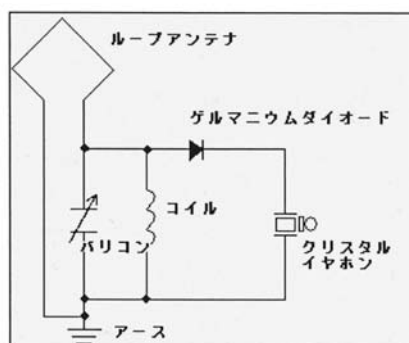 ループアンテナ
ゲルマニウムダイオード
コイル
バリコン
クリスタル
イヤホン
アース